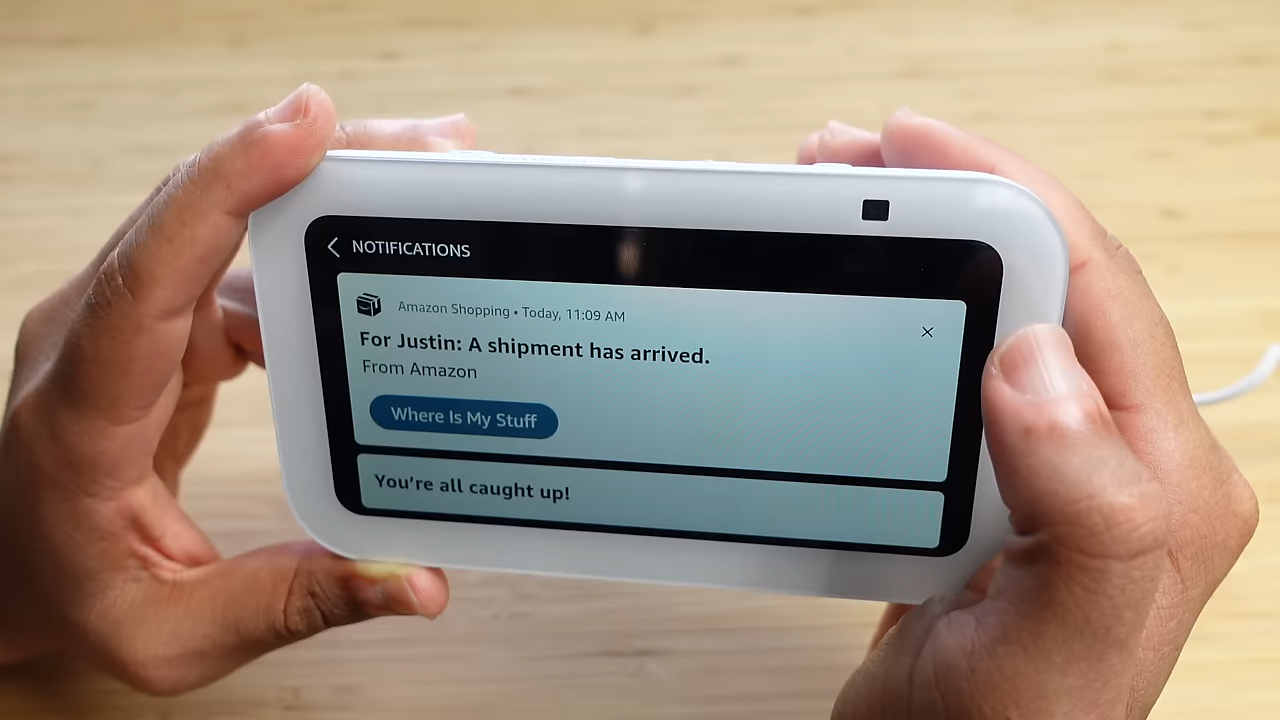 NOTIFICATIONS
Amazon Shopping • Today, 11:09 AM
For Justin: A shipment has arrived.
From Amazon
Where Is My Stuff
You’re all caught up!